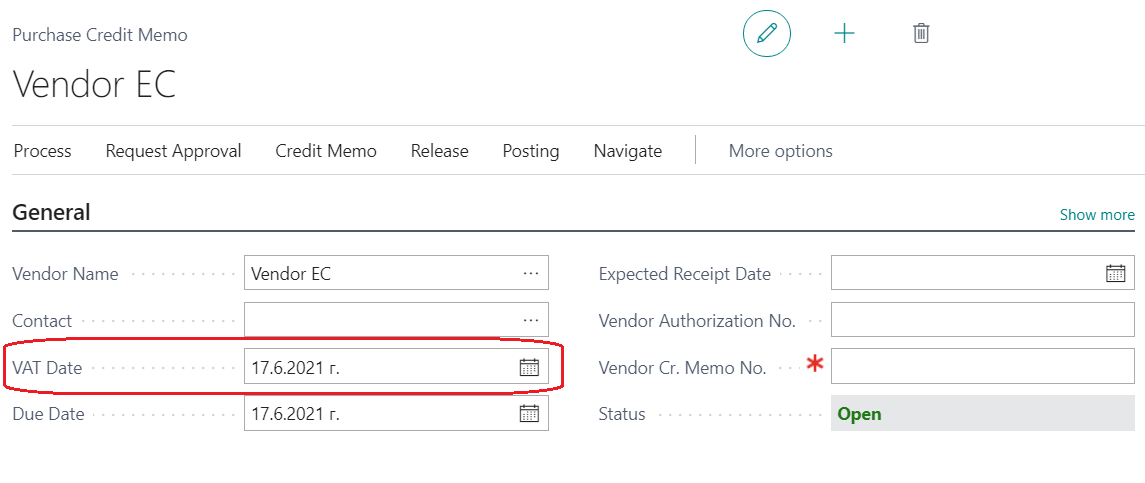 Purchase Credit Memo
Vendor EC
Process Request Approval Credit Memo Release Posting Navigate More options
General Show more
Vendor Name Vendor EC ... Expected Receipt Date
Contact ... Vendor Authorization No.
VAT Date 17.6.2021 г. Vendor Cr. Memo No. *
Due Date 17.6.2021 г. Status Open